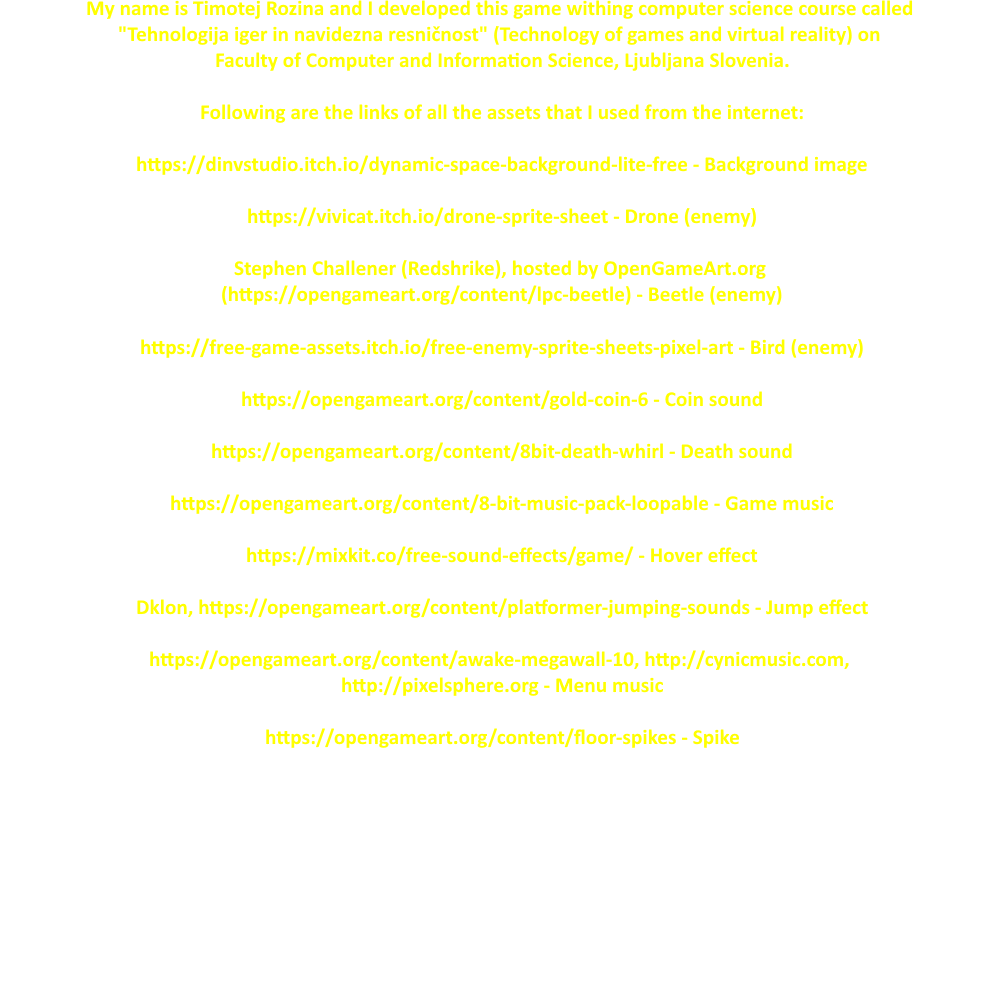 My name is Timotej Rozina and I developed this game withing computer science course called
"Tehnologija iger in navidezna resničnost" (Technology of games and virtual reality) on
Faculty of Computer and Information Science, Ljubljana Slovenia.
Following are the links of all the assets that I used from the internet:
https://dinvstudio.itch.io/dynamic-space-background-lite-free - Background image
https://vivicat.itch.io/drone-sprite-sheet - Drone (enemy)
Stephen Challener (Redshrike), hosted by OpenGameArt.org
(https://opengameart.org/content/lpc-beetle) - Beetle (enemy)
https://free-game-assets.itch.io/free-enemy-sprite-sheets-pixel-art - Bird (enemy)
https://opengameart.org/content/gold-coin-6 - Coin sound
https://opengameart.org/content/8bit-death-whirl - Death sound
https://opengameart.org/content/8-bit-music-pack-loopable - Game music
https://mixkit.co/free-sound-effects/game/ - Hover effect
Dklon, https://opengameart.org/content/platformer-jumping-sounds - Jump effect
https://opengameart.org/content/awake-megawall-10, http://cynicmusic.com,
http://pixelsphere.org - Menu music
https://opengameart.org/content/floor-spikes - Spike